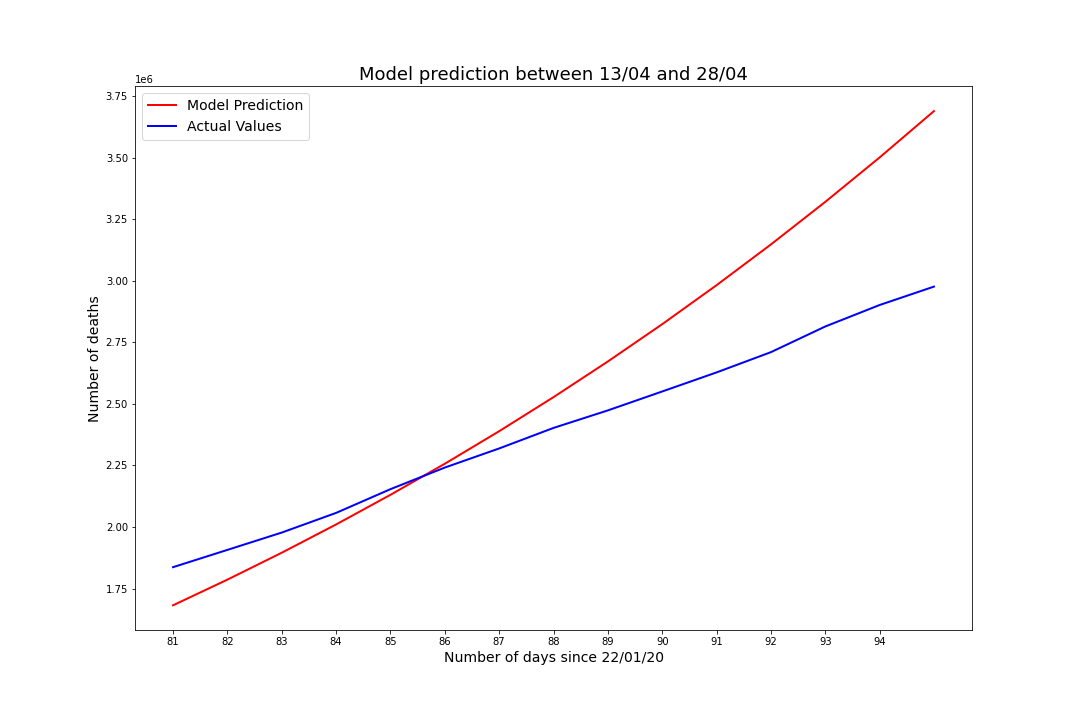 Model prediction between 13/04 and 28/04
1e6
Model Prediction
Actual Values
3.75
3.50
3.25
3.00
2.75
2.50
2.25
2.00
1.75
Number of deaths
81 82 83 84 85 86 87 88 89 90 91 92 93 94
Number of days since 22/01/20